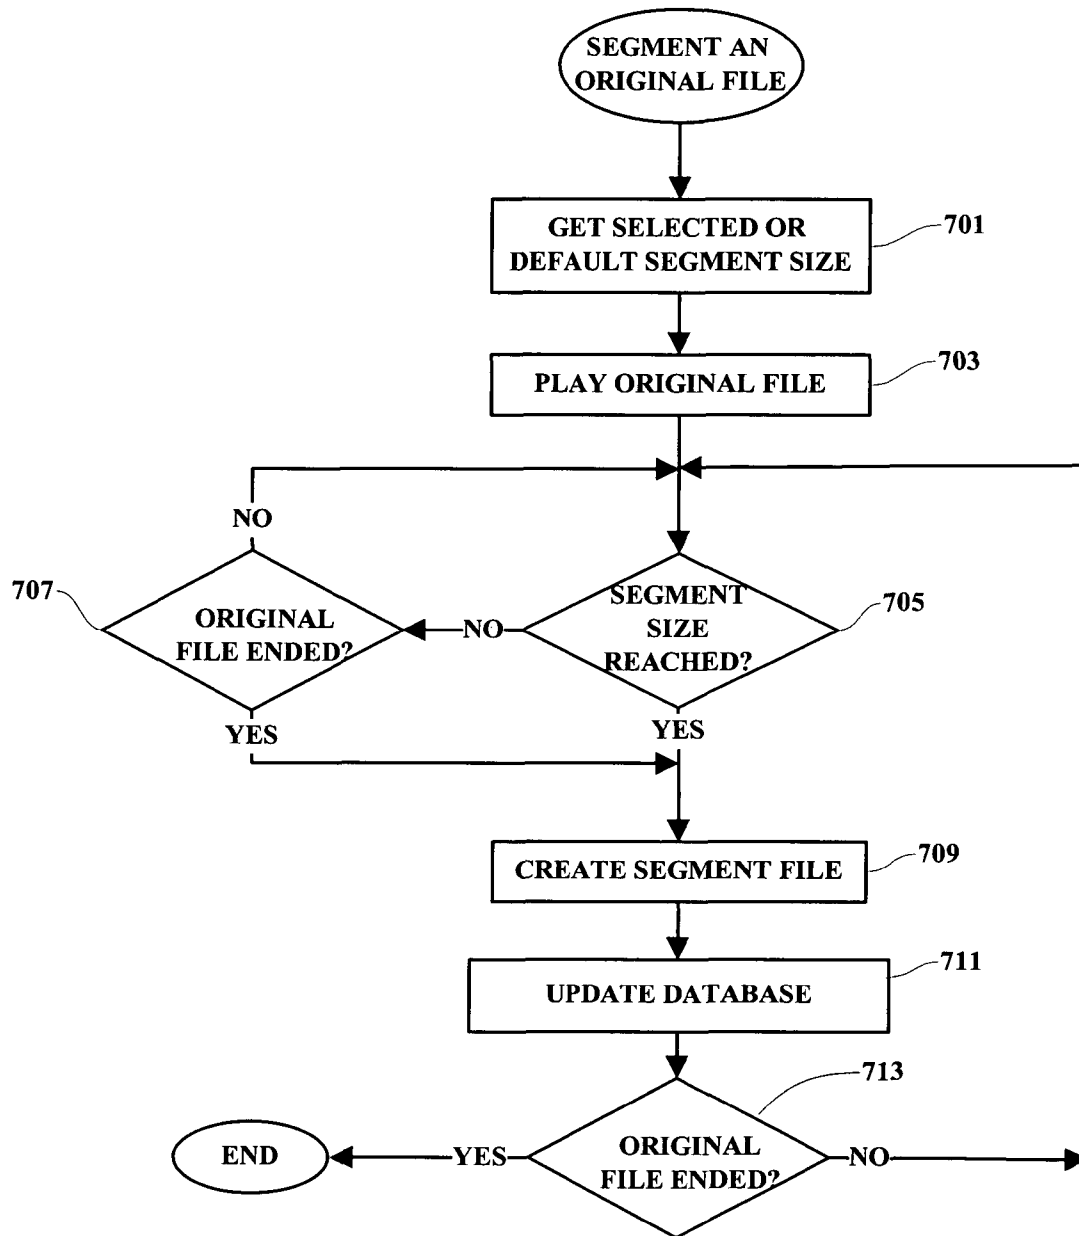 SEGMENT AN
ORIGINAL FILE
GET SELECTED OR
DEFAULT SEGMENT SIZE
701
PLAY ORIGINAL FILE
703
NO
707
ORIGINAL
FILE ENDED?
NO
SEGMENT
SIZE
REACHED?
705
YES
YES
CREATE SEGMENT FILE
709
UPDATE DATABASE
711
713
END
YES
ORIGINAL
FILE ENDED?
NO